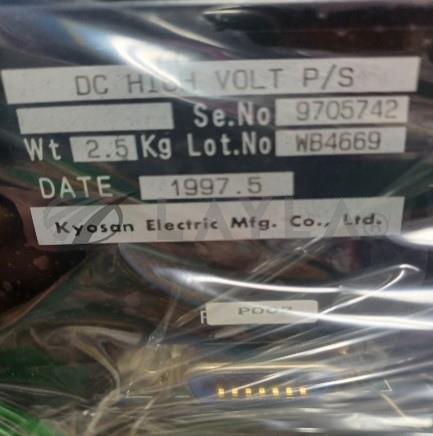 DC HIGH VOLT P/S
Se.No 9705742
Wt 2.5 Kg Lot.No WB4669
DATE 1997.5
Kyosan Electric Mfg. Co., Ltd.
LAYLA®